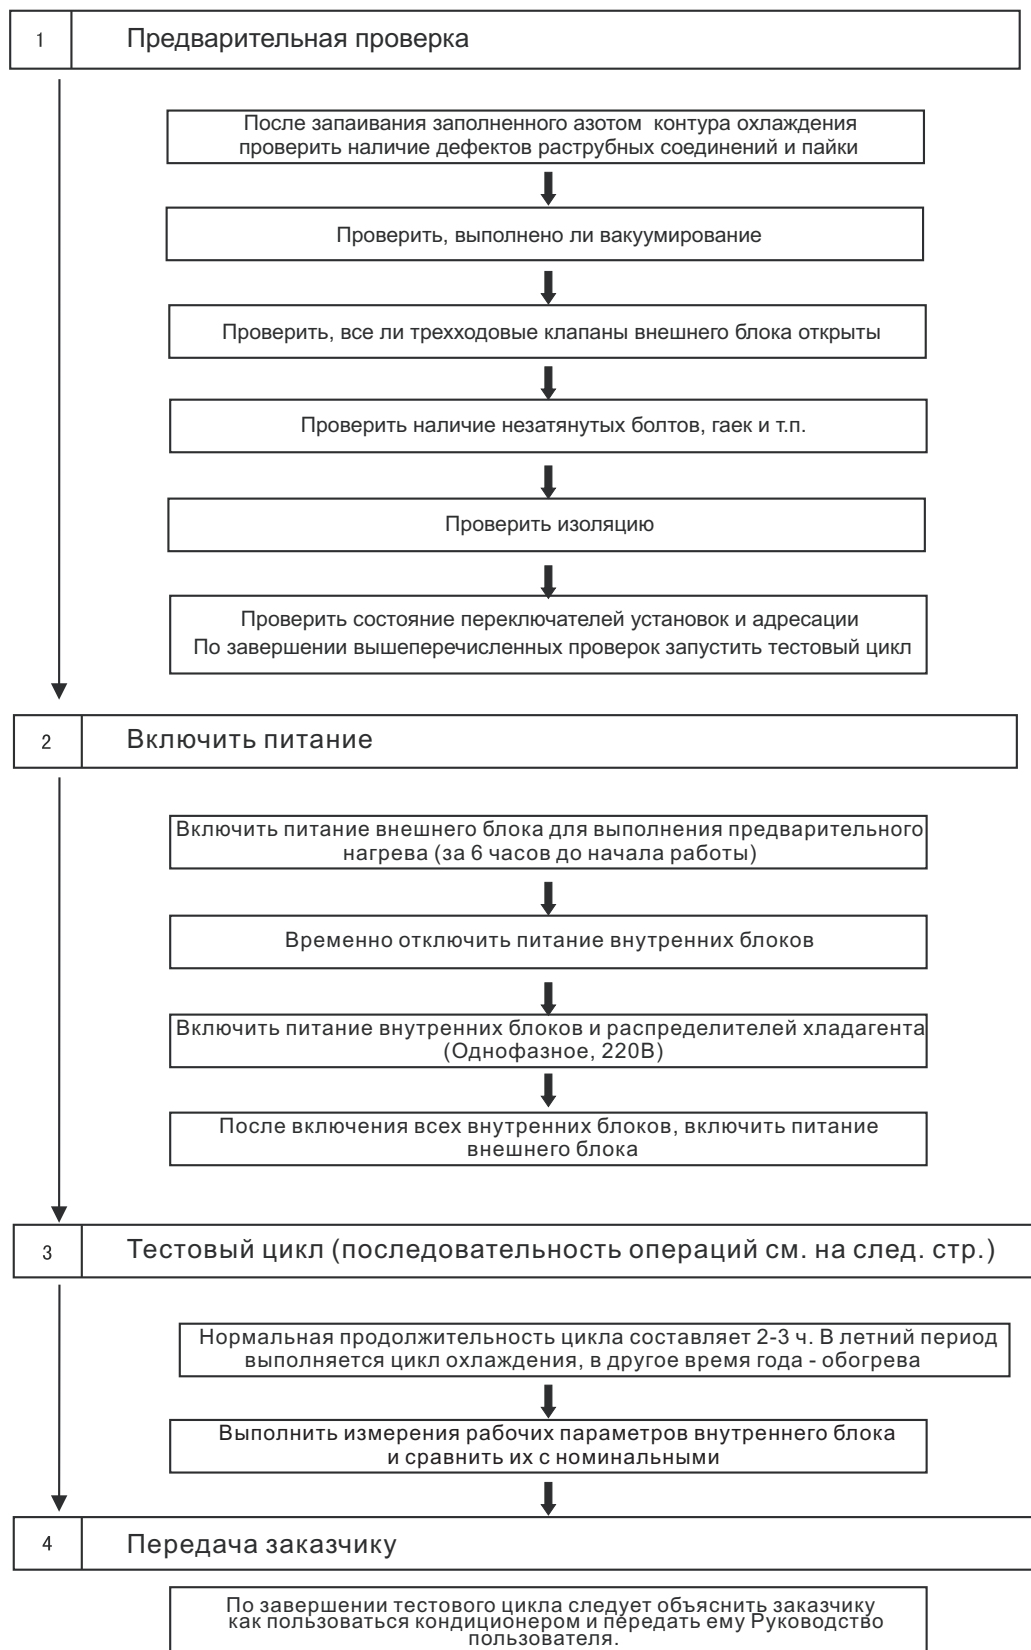 1 Предварительная проверка
После запаивания заполненного азотом контура охлаждения
проверить наличие дефектов раструбных соединений и пайки
Проверить, выполнено ли вакуумирование
Проверить, все ли трехходовые клапаны внешнего блока открыты
Проверить наличие незатянутых болтов, гаек и т.п.
Проверить изоляцию
Проверить состояние переключателей установок и адресации
По завершении вышеперечисленных проверок запустить тестовый цикл
2 Включить питание
Включить питание внешнего блока для выполнения предварительного
нагрева (за 6 часов до начала работы)
Временно отключить питание внутренних блоков
Включить питание внутренних блоков и распределителей хладагента
(Однофазное, 220В)
После включения всех внутренних блоков, включить питание
внешнего блока
3 Тестовый цикл (последовательность операций см. на след. стр.)
Нормальная продолжительность цикла составляет 2-3 ч. В летний период
выполняется цикл охлаждения, в другое время года - обогрева
Выполнить измерения рабочих параметров внутреннего блока
и сравнить их с номинальными
4 Передача заказчику
По завершении тестового цикла следует объяснить заказчику
как пользоваться кондиционером и передать ему Руководство
пользователя.